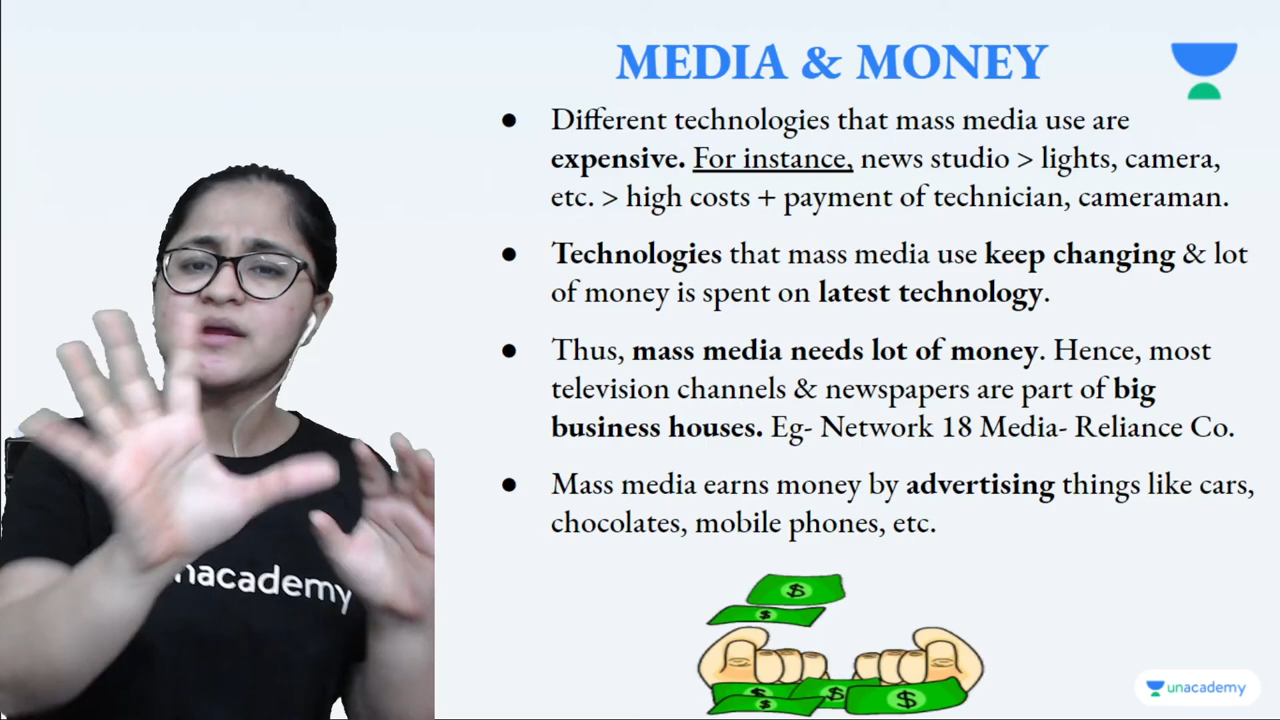 MEDIA & MONEY
● Different technologies that mass media use are
expensive. For instance, news studio > lights, camera,
etc. > high costs + payment of technician, cameraman.
● Technologies that mass media use keep changing & lot
of money is spent on latest technology.
● Thus, mass media needs lot of money. Hence, most
television channels & newspapers are part of big
business houses. Eg- Network 18 Media- Reliance Co.
● Mass media earns money by advertising things like cars,
chocolates, mobile phones, etc.
unacademy
$
$
$
$
$
unacademy